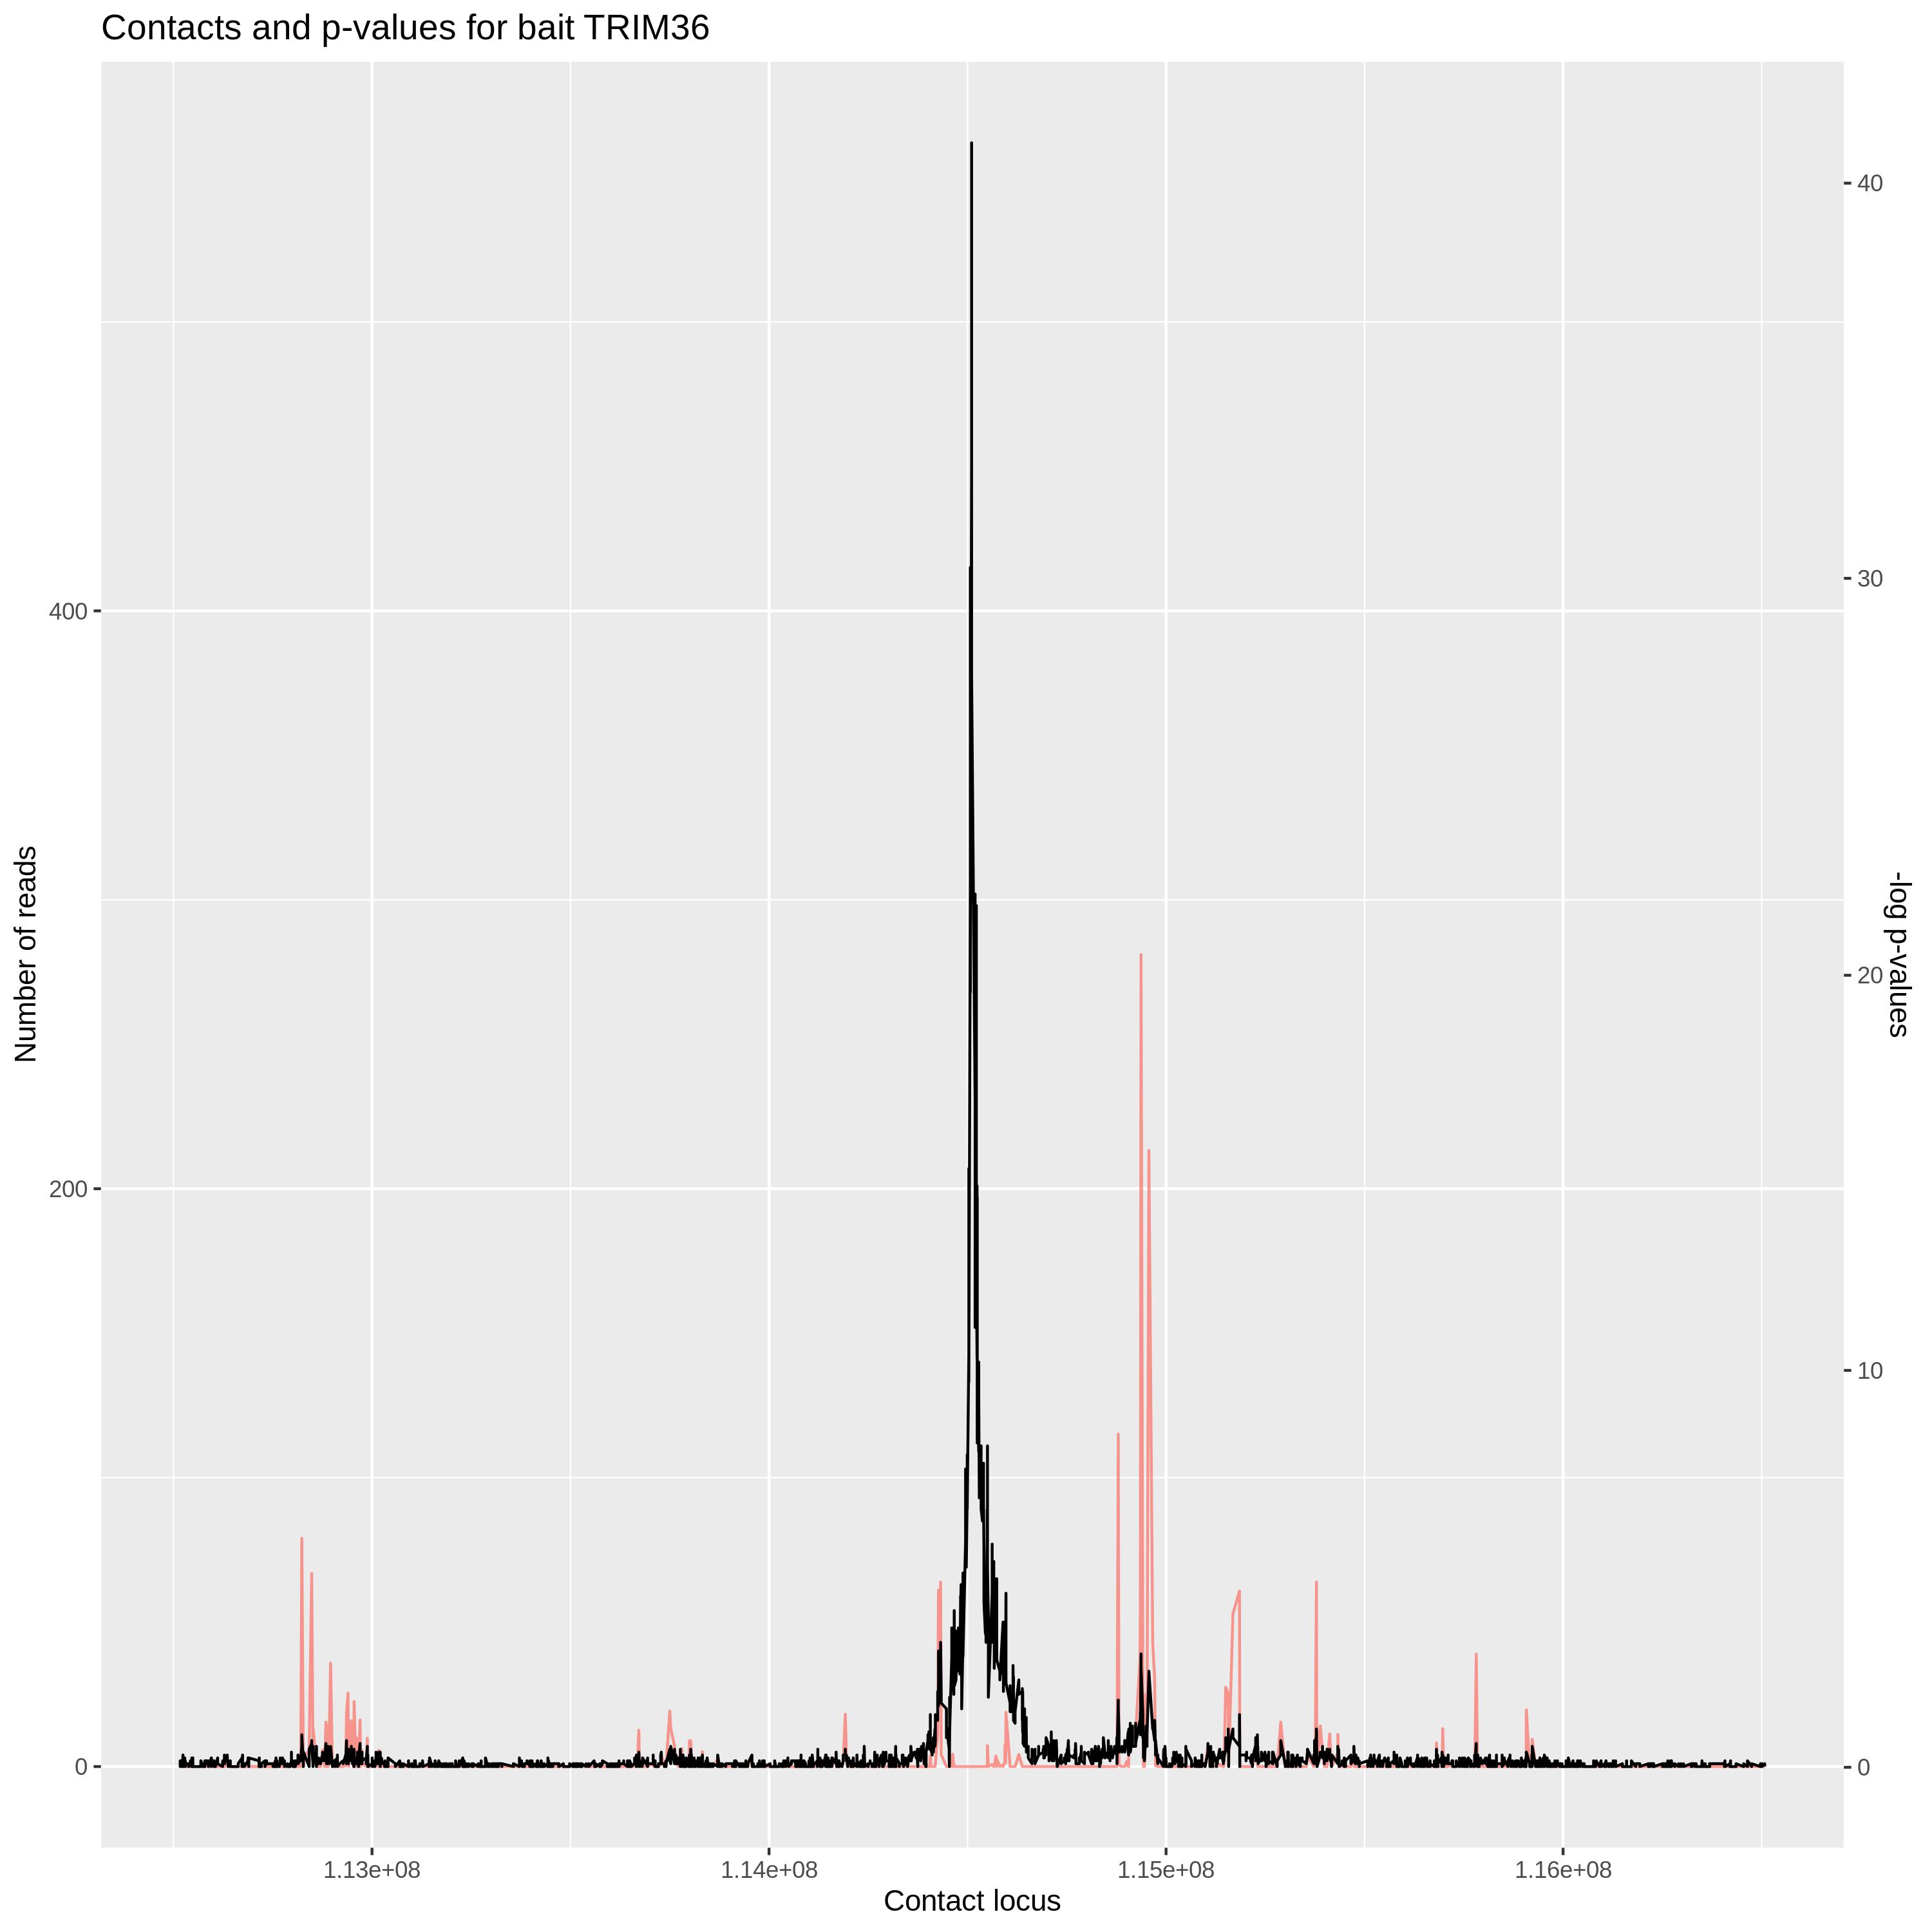 Contacts and p-values for bait TRIM36
Number of reads
400
200
0
40
30
20
10
0
-log p-values
1.13e+08
1.14e+08
1.15e+08
1.16e+08
Contact locus